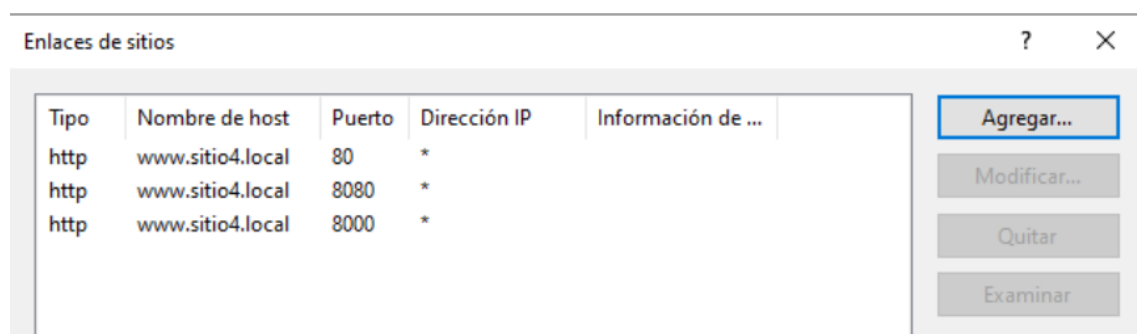 Enlaces de sitios ? ×
Tipo Nombre de host Puerto Dirección IP Información de ...
http www.sitio4.local 80 *
http www.sitio4.local 8080 *
http www.sitio4.local 8000 *
Agregar...
Modificar...
Quitar
Examinar